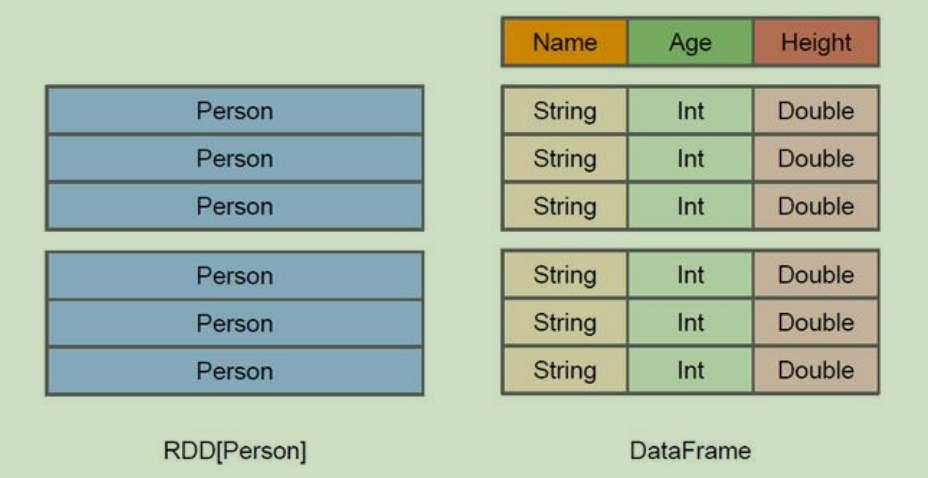 Name Age Height
Person
Person
Person
String Int Double
String Int Double
String Int Double
Person
Person
Person
String Int Double
String Int Double
String Int Double
RDD[Person]
DataFrame